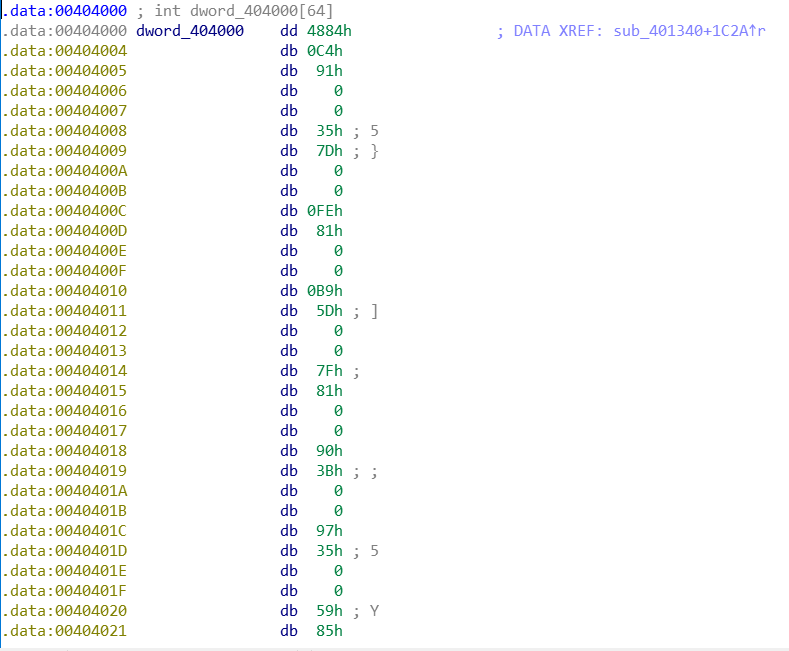 .data:00404000 ; int dword_404000[64]
.data:00404000 dword_404000    dd 4884h                ; DATA XREF: sub_401340+1C2A↑r
.data:00404004                 db 0C4h
.data:00404005                 db  91h
.data:00404006                 db    0
.data:00404007                 db    0
.data:00404008                 db  35h ; 5
.data:00404009                 db  7Dh ; }
.data:0040400A                 db    0
.data:0040400B                 db    0
.data:0040400C                 db 0FEh
.data:0040400D                 db  81h
.data:0040400E                 db    0
.data:0040400F                 db    0
.data:00404010                 db 0B9h
.data:00404011                 db  5Dh ; ]
.data:00404012                 db    0
.data:00404013                 db    0
.data:00404014                 db  7Fh ;
.data:00404015                 db  81h
.data:00404016                 db    0
.data:00404017                 db    0
.data:00404018                 db  90h
.data:00404019                 db  3Bh ; ;
.data:0040401A                 db    0
.data:0040401B                 db    0
.data:0040401C                 db  97h
.data:0040401D                 db  35h ; 5
.data:0040401E                 db    0
.data:0040401F                 db    0
.data:00404020                 db  59h ; Y
.data:00404021                 db  85h